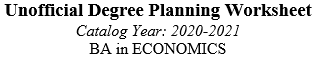 Unofficial Degree Planning Worksheet
Catalog Year: 2020-2021
BA in ECONOMICS